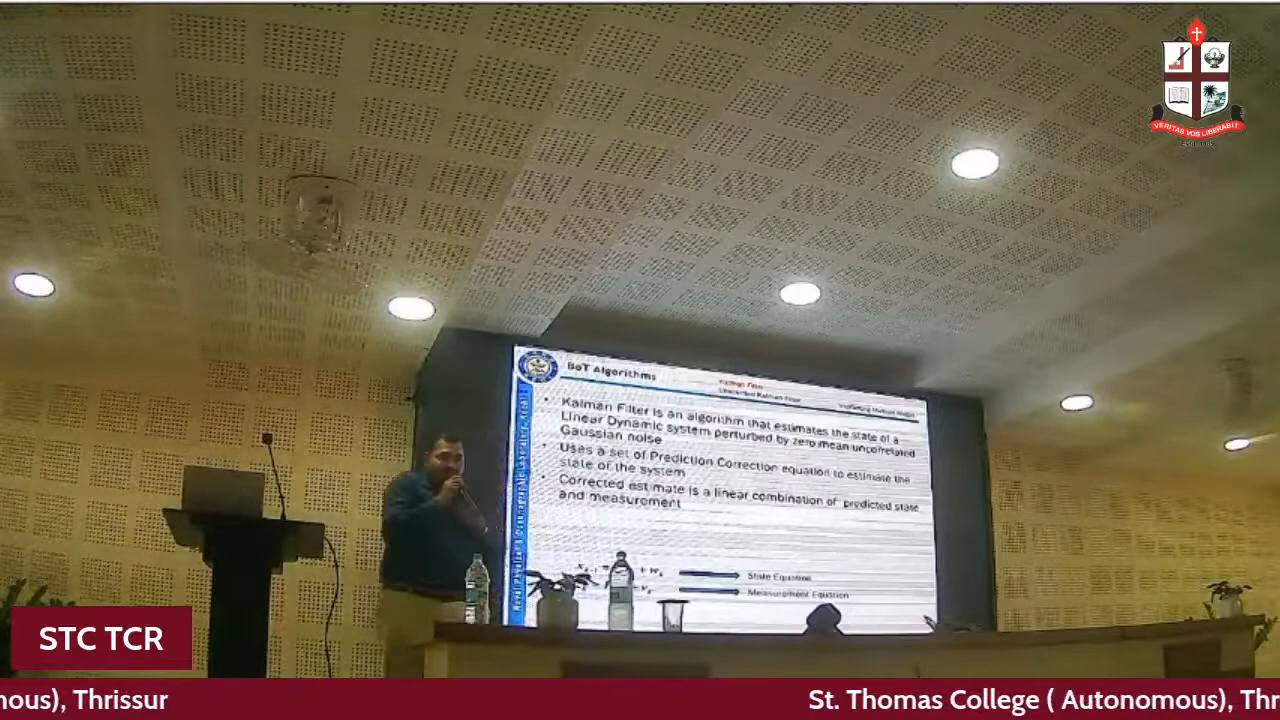 VERITAS VOS LIBERABIT
BoT Algorithms
Kalman Filter
Unscented Kalman Filter
• Kalman Filter is an algorithm that estimates the state of a
Linear Dynamic system perturbed by zero mean uncorrelated
Gaussian noise
• Uses a set of Prediction Correction equation to estimate the
state of the system
• Corrected estimate is a linear combination of predicted state
and measurement
State Equation
Measurement Equation
STC TCR
nous), Thrissur
St. Thomas College ( Autonomous), Thr